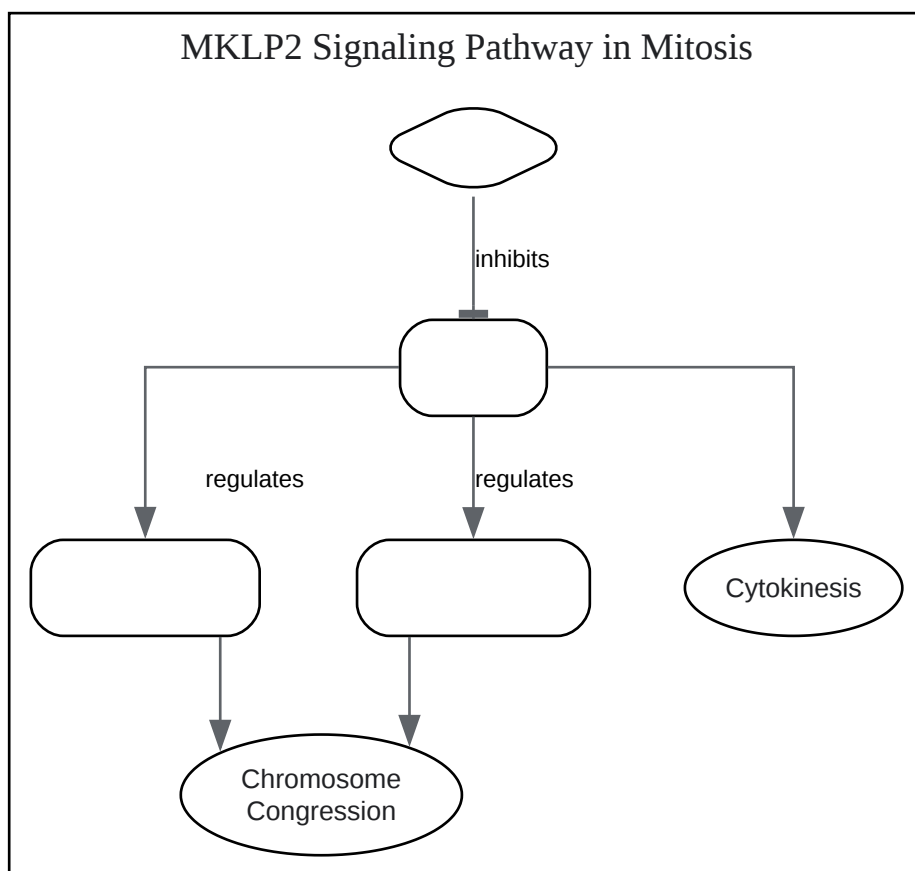 MKLP2 Signaling Pathway in Mitosis
inhibits
regulates
regulates
Cytokinesis
Chromosome
Congression